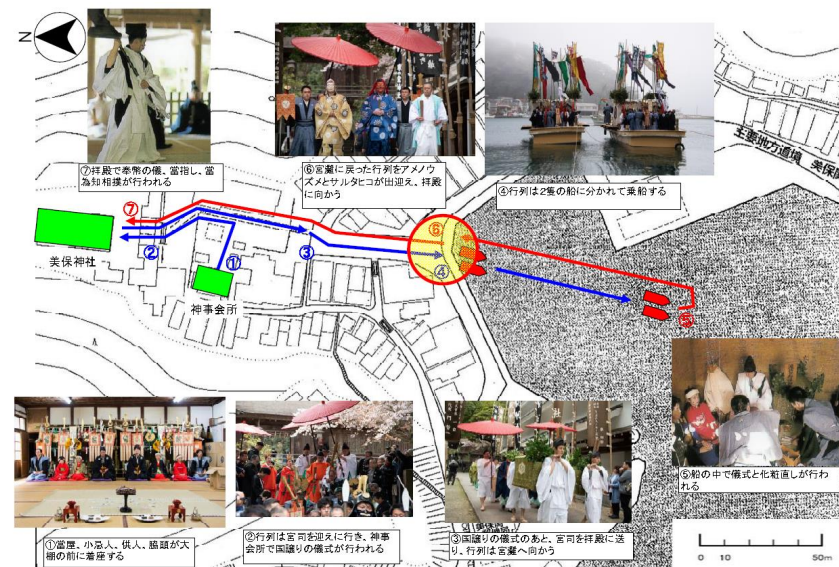 N
⑦拝殿で奉幣の儀、當指し、當
為知相撲が行われる
⑥宮灘に戻った行列をアメノウ
ズメとサルタヒコが出迎え、拝殿
に向かう
④行列は2隻の船に分かれて乗船する
主要地方道境 美保関
⑦
②
①
③
⑥
④
美保神社
神事会所
⑤船の中で儀式と化粧直しが行わ
れる
①當屋、小忌人、供人、脇頭が大
棚の前に着座する
②行列は宮司を迎えに行き、神事
会所で国譲りの儀式が行われる
③国譲りの儀式のあと、宮司を拝殿に送
り、行列は宮灘へ向かう
0 10 50m